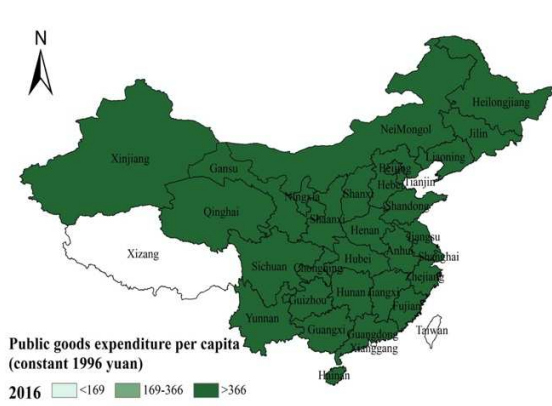 N
Heilongjiang
NeiMongol
Jilin
Xinjiang
Liaoning
Gansu
Beijing
Tianjin
Hebei
Ningxia
Shanxi
Shandong
Qinghai
Shaanxi
Henan
Jiangsu
Xizang
Anhui
Shanghai
Hubei
Sichuan
Chongqing
Zhejiang
Hunan
Jiangxi
Guizhou
Fujian
Yunnan
Guangxi
Guangdong
Taiwan
Xianggang
Hainan
Public goods expenditure per capita
(constant 1996 yuan)
2016 <169 169-366 >366